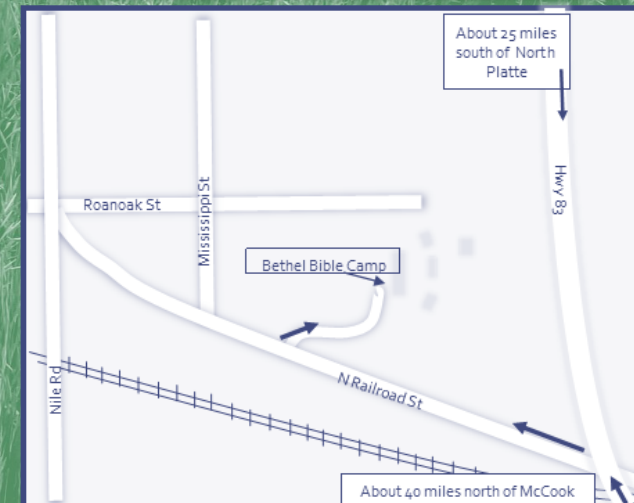 About 25 miles
south of North
Platte
Hwy 83
Roanoak St
Mississippi St
Bethel Bible Camp
N Railroad St
Nile Rd
About 40 miles north of McCook